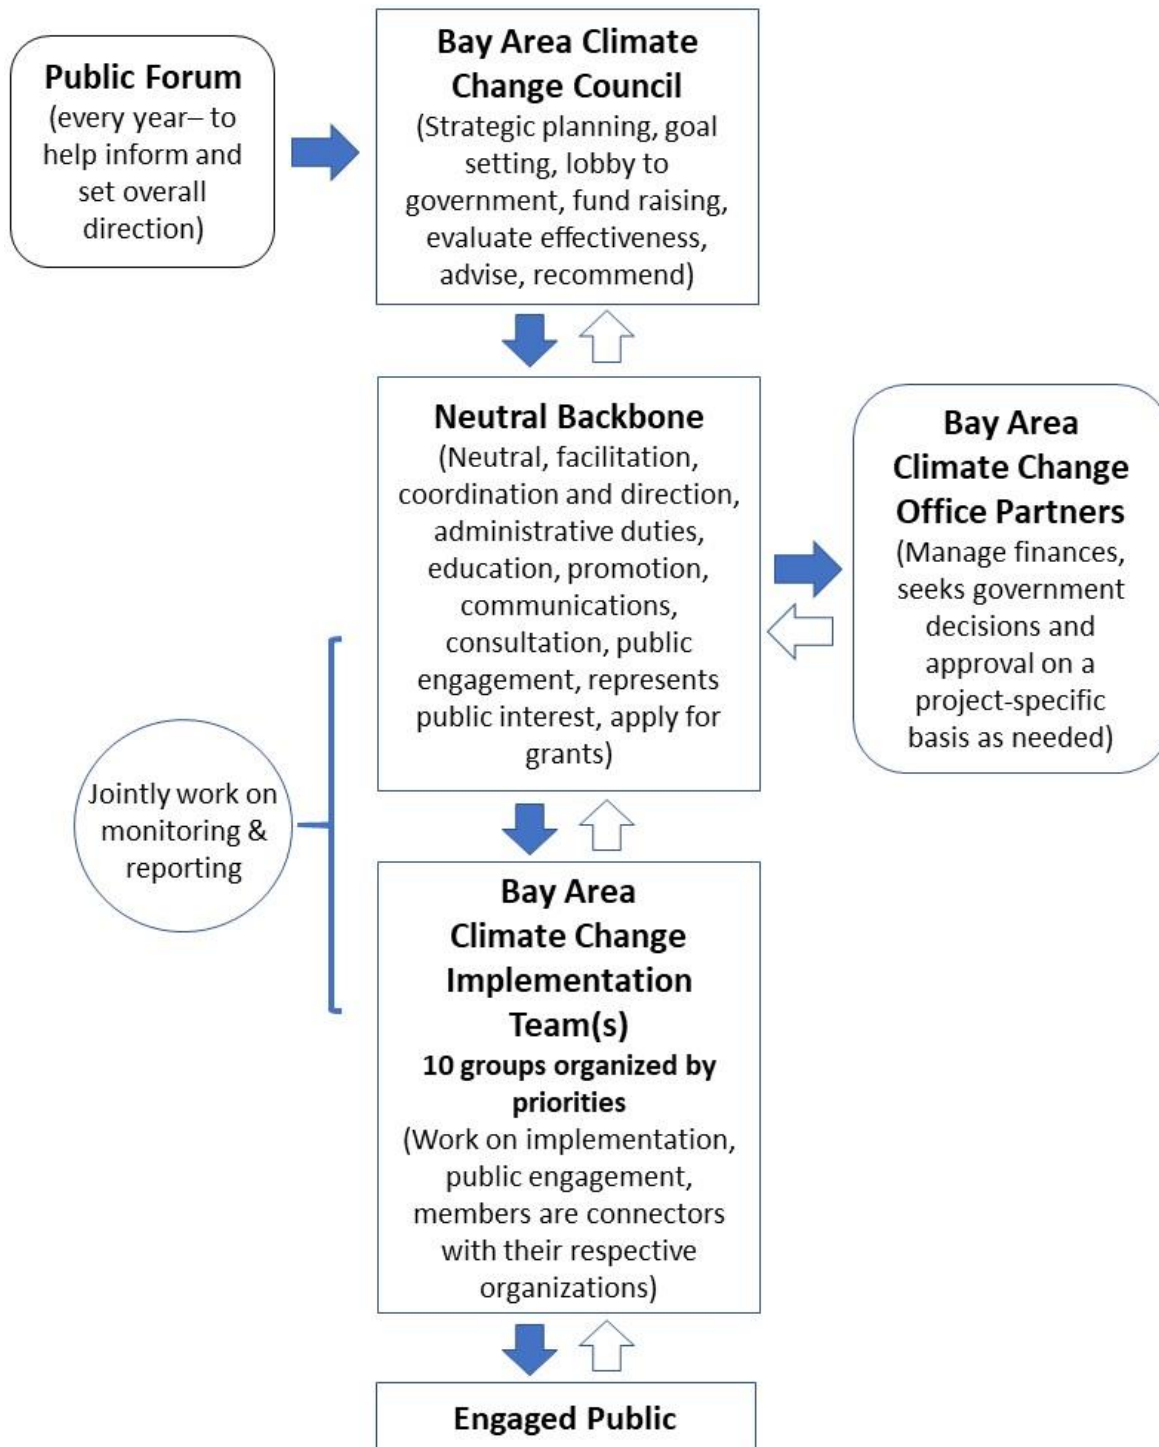 Public Forum
(every year– to
help inform and
set overall
direction)
Bay Area Climate
Change Council
(Strategic planning, goal
setting, lobby to
government, fund raising,
evaluate effectiveness,
advise, recommend)
Neutral Backbone
(Neutral, facilitation,
coordination and direction,
administrative duties,
education, promotion,
communications,
consultation, public
engagement, represents
public interest, apply for
grants)
Bay Area
Climate Change
Office Partners
(Manage finances,
seeks government
decisions and
approval on a
project-specific
basis as needed)
Jointly work on
monitoring &
reporting
Bay Area
Climate Change
Implementation
Team(s)
10 groups organized by
priorities
(Work on implementation,
public engagement,
members are connectors
with their respective
organizations)
Engaged Public